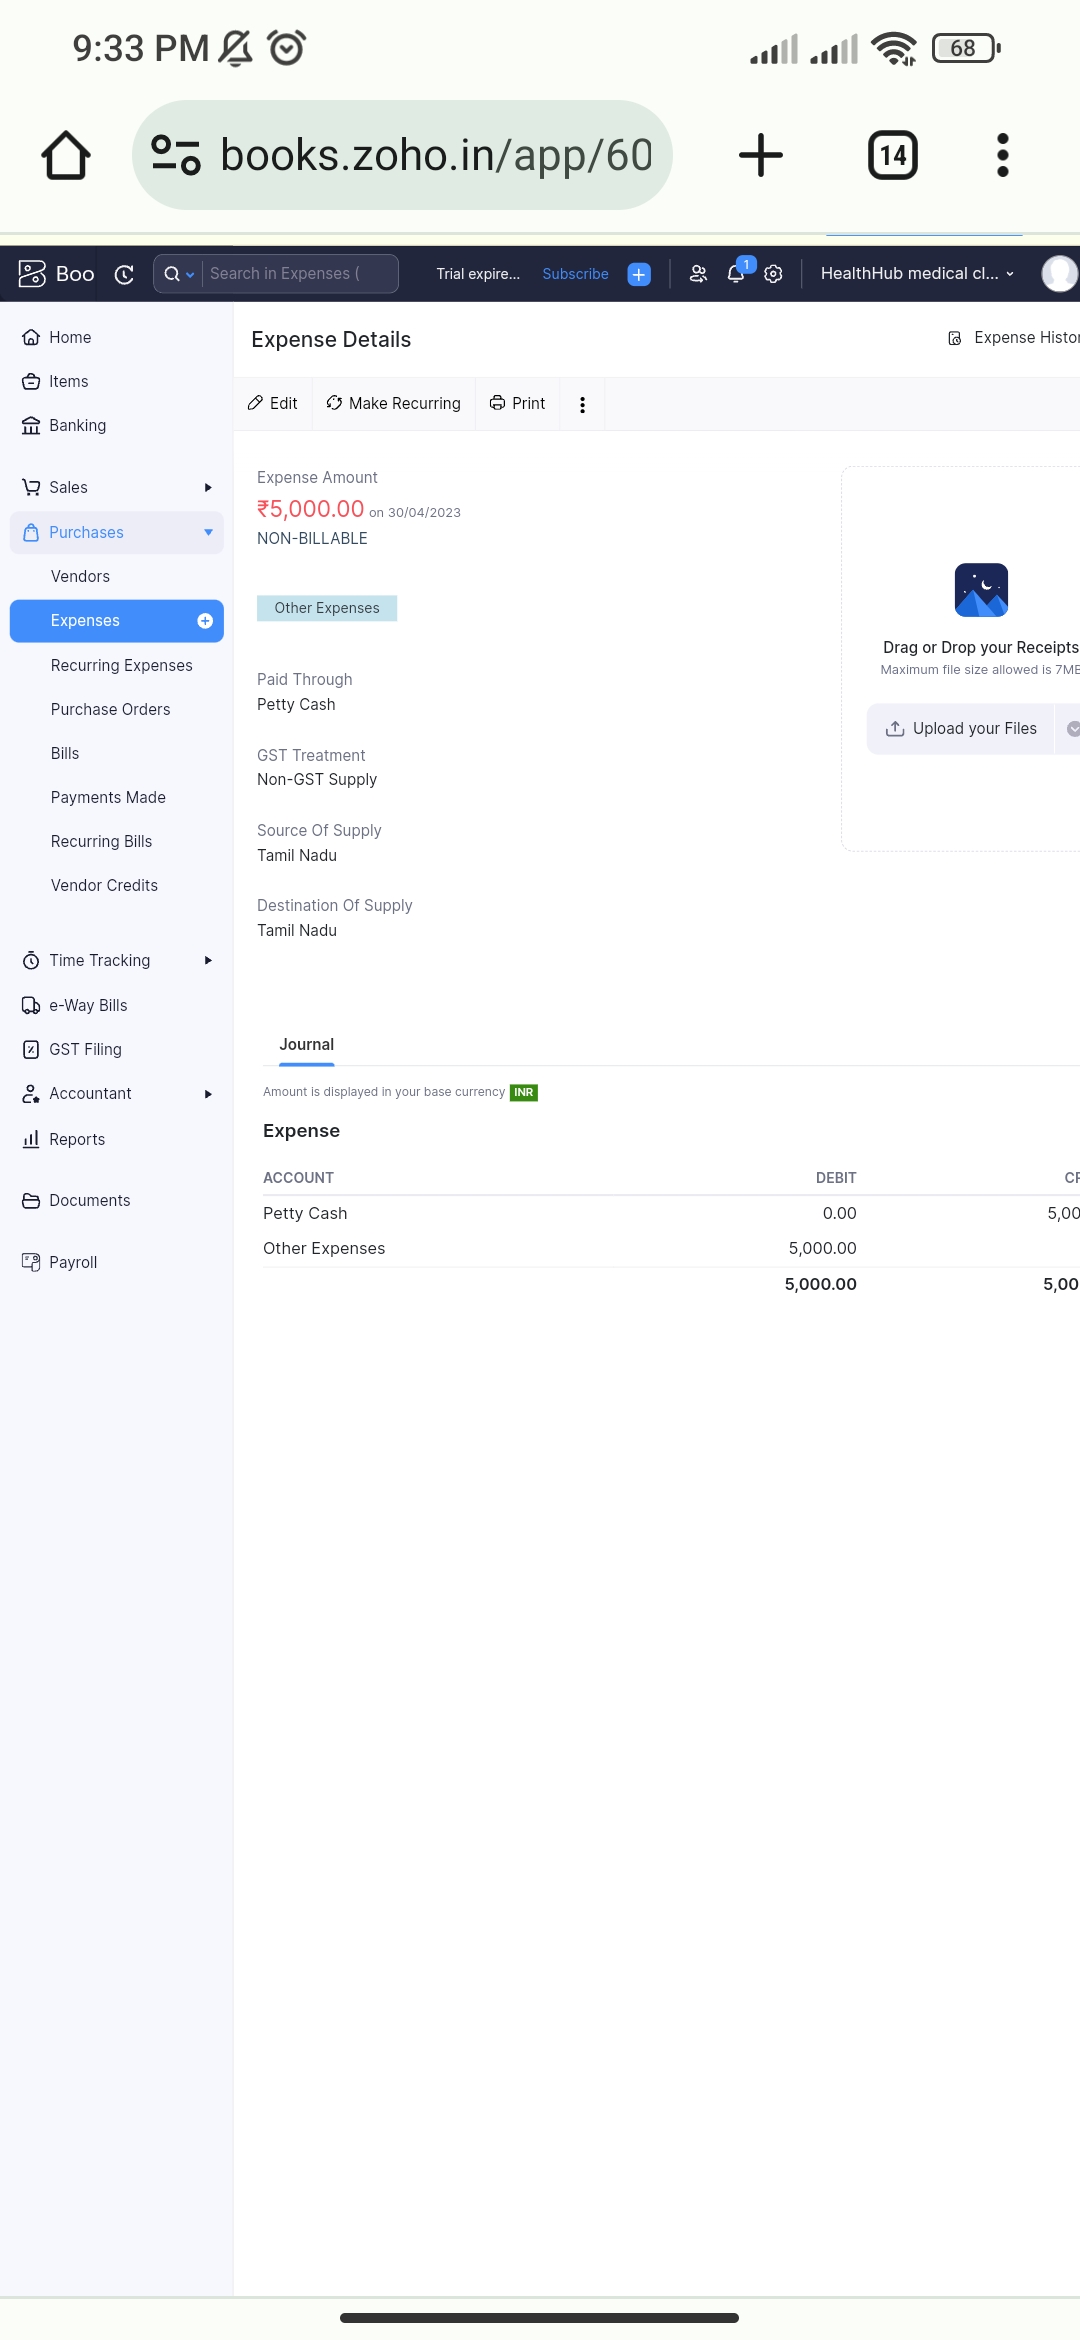 9:33 PM 68
books.zoho.in/app/60 14
Boo Search in Expenses ( Trial expire... Subscribe 1 HealthHub medical cl...
Home
Items
Banking
Sales
Purchases
Vendors
Expenses
Recurring Expenses
Purchase Orders
Bills
Payments Made
Recurring Bills
Vendor Credits
Time Tracking
e-Way Bills
GST Filing
Accountant
Reports
Documents
Payroll
Expense Details Expense Histor
Edit Make Recurring Print
Expense Amount
₹5,000.00 on 30/04/2023
NON-BILLABLE
Other Expenses
Paid Through
Petty Cash
GST Treatment
Non-GST Supply
Source Of Supply
Tamil Nadu
Destination Of Supply
Tamil Nadu
Drag or Drop your Receipts
Maximum file size allowed is 7MB
Upload your Files
Journal
Amount is displayed in your base currency INR
Expense
ACCOUNT DEBIT CR
Petty Cash 0.00 5,00
Other Expenses 5,000.00
5,000.00 5,00